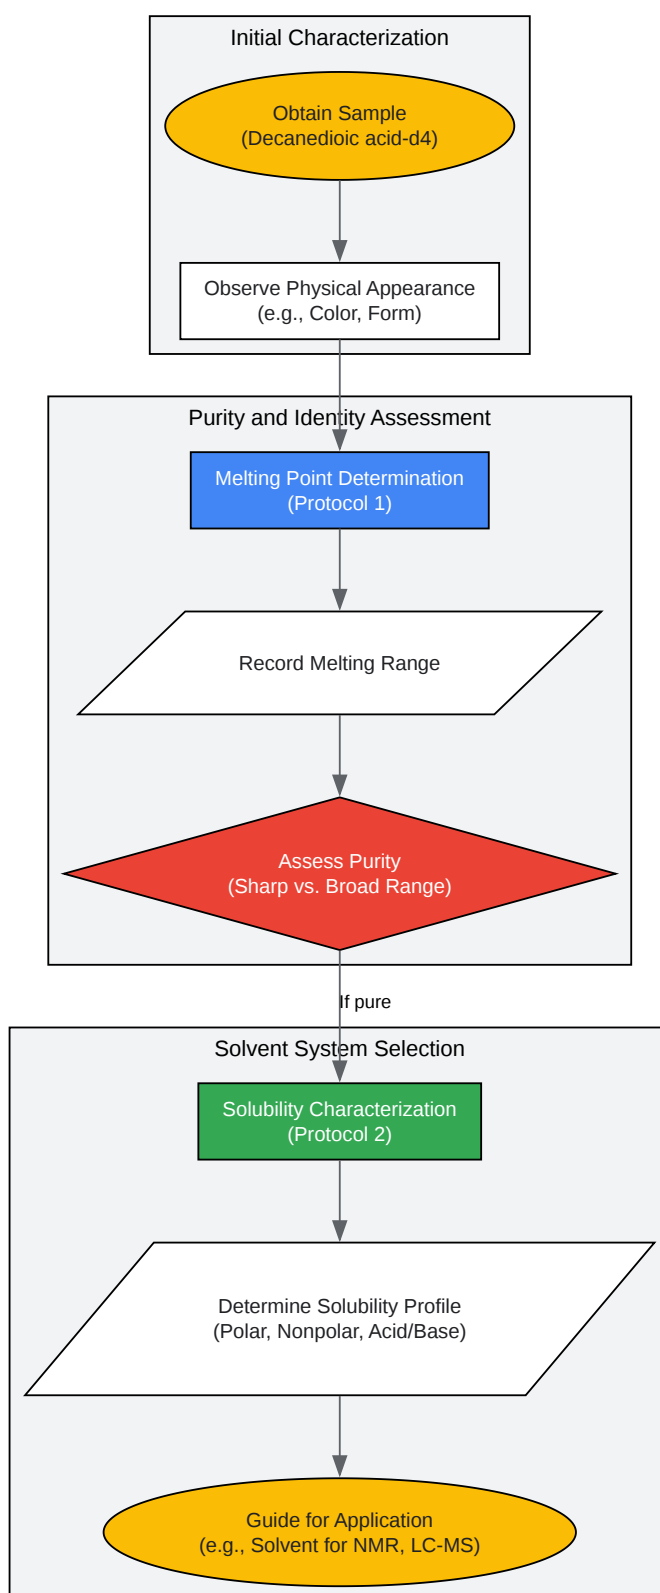 Initial Characterization
Obtain Sample
(Decanedioic acid-d4)
Observe Physical Appearance
(e.g., Color, Form)
Purity and Identity Assessment
Melting Point Determination
(Protocol 1)
Record Melting Range
Assess Purity
(Sharp vs. Broad Range)
If pure
Solvent System Selection
Solubility Characterization
(Protocol 2)
Determine Solubility Profile
(Polar, Nonpolar, Acid/Base)
Guide for Application
(e.g., Solvent for NMR, LC-MS)